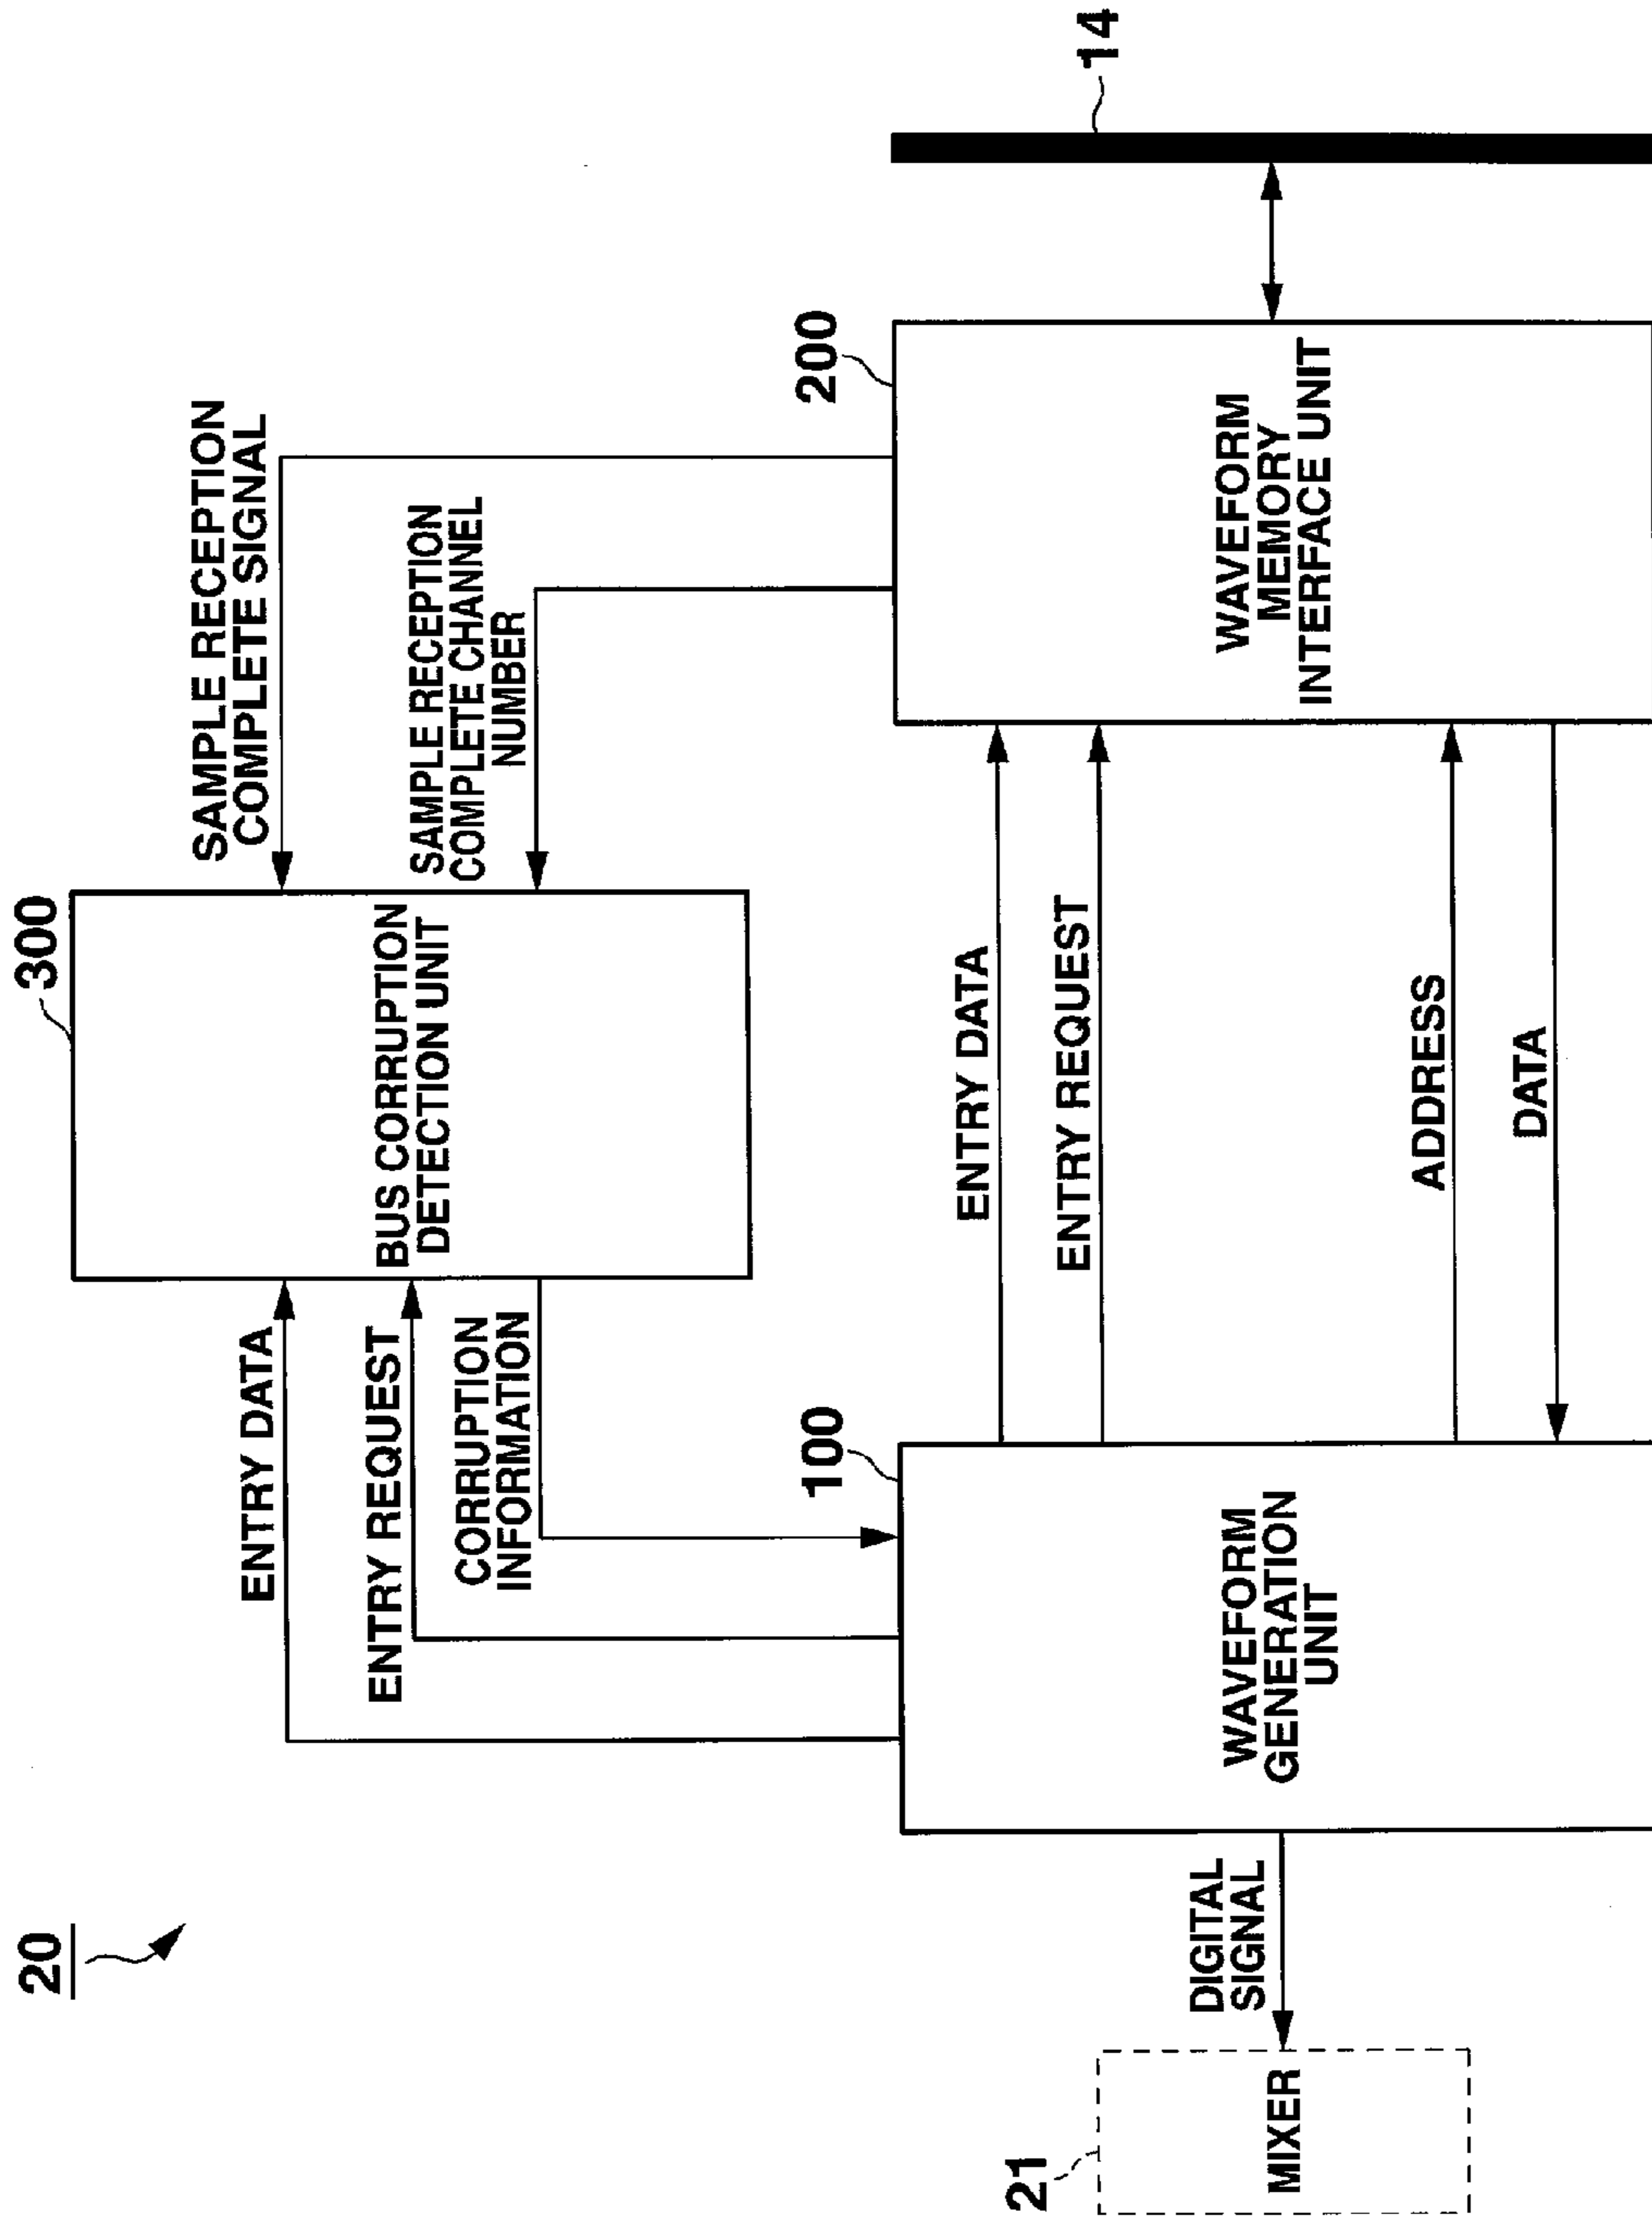 20
300
BUS CORRUPTION
DETECTION UNIT
SAMPLE RECEPTION
COMPLETE SIGNAL
SAMPLE RECEPTION
COMPLETE CHANNEL
NUMBER
ENTRY DATA
ENTRY REQUEST
CORRUPTION
INFORMATION
21
MIXER
DIGITAL
SIGNAL
100
WAVEFORM
GENERATION
UNIT
ENTRY DATA
ENTRY REQUEST
ADDRESS
DATA
200
WAVEFORM
MEMORY
INTERFACE UNIT
14